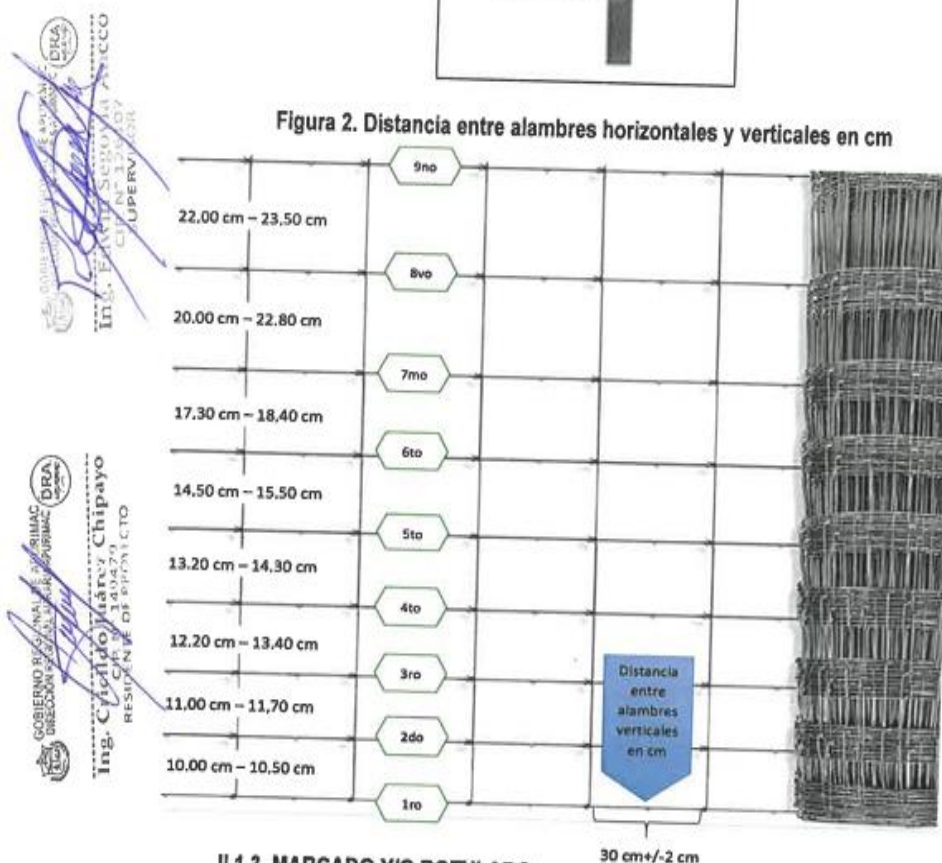 Figura 2. Distancia entre alambres horizontales y verticales en cm
9no
22,00 cm – 23,50 cm
8vo
20.00 cm – 22.80 cm
7mo
17.30 cm – 18,40 cm
6to
14.50 cm – 15.50 cm
5to
13.20 cm – 14.30 cm
4to
12.20 cm – 13.40 cm
3ro
11,00 cm – 11,70 cm
2do
10.00 cm – 10,50 cm
1ro
Distancia
entre
alambres
verticales
en cm
30 cm+/-2 cm
DRA
Ing.
SUPERVISOR
GOBIERNO REGIONAL DE APURIMAC
DRA
Ing. Chipayo
RESIDENTE DE PROYECTO